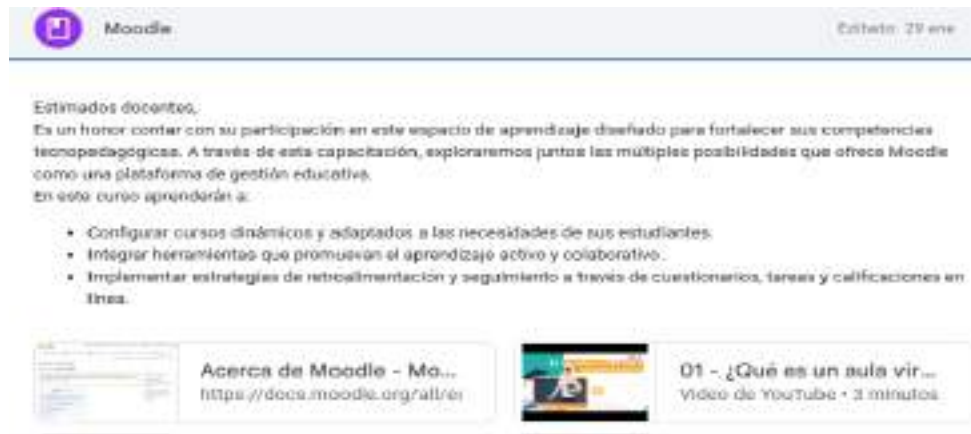 Moodle
Editado: 29 ene
Estimados docentes,
Es un honor contar con su participación en este espacio de aprendizaje diseñado para fortalecer sus competencias
tecnopedagógicas. A través de esta capacitación, exploraremos juntos las múltiples posibilidades que ofrece Moodle
como una plataforma de gestión educativa.
En este curso aprenderán a:
• Configurar cursos dinámicos y adaptados a las necesidades de sus estudiantes.
• Integrar herramientas que promuevan el aprendizaje activo y colaborativo.
• Implementar estrategias de retroalimentación y seguimiento a través de cuestionarios, tareas y calificaciones en
línea.
Acerca de Moodle - Mo...
https://docs.moodle.org/all/es
01 - ¿Qué es un aula vir...
Video de YouTube • 3 minutos